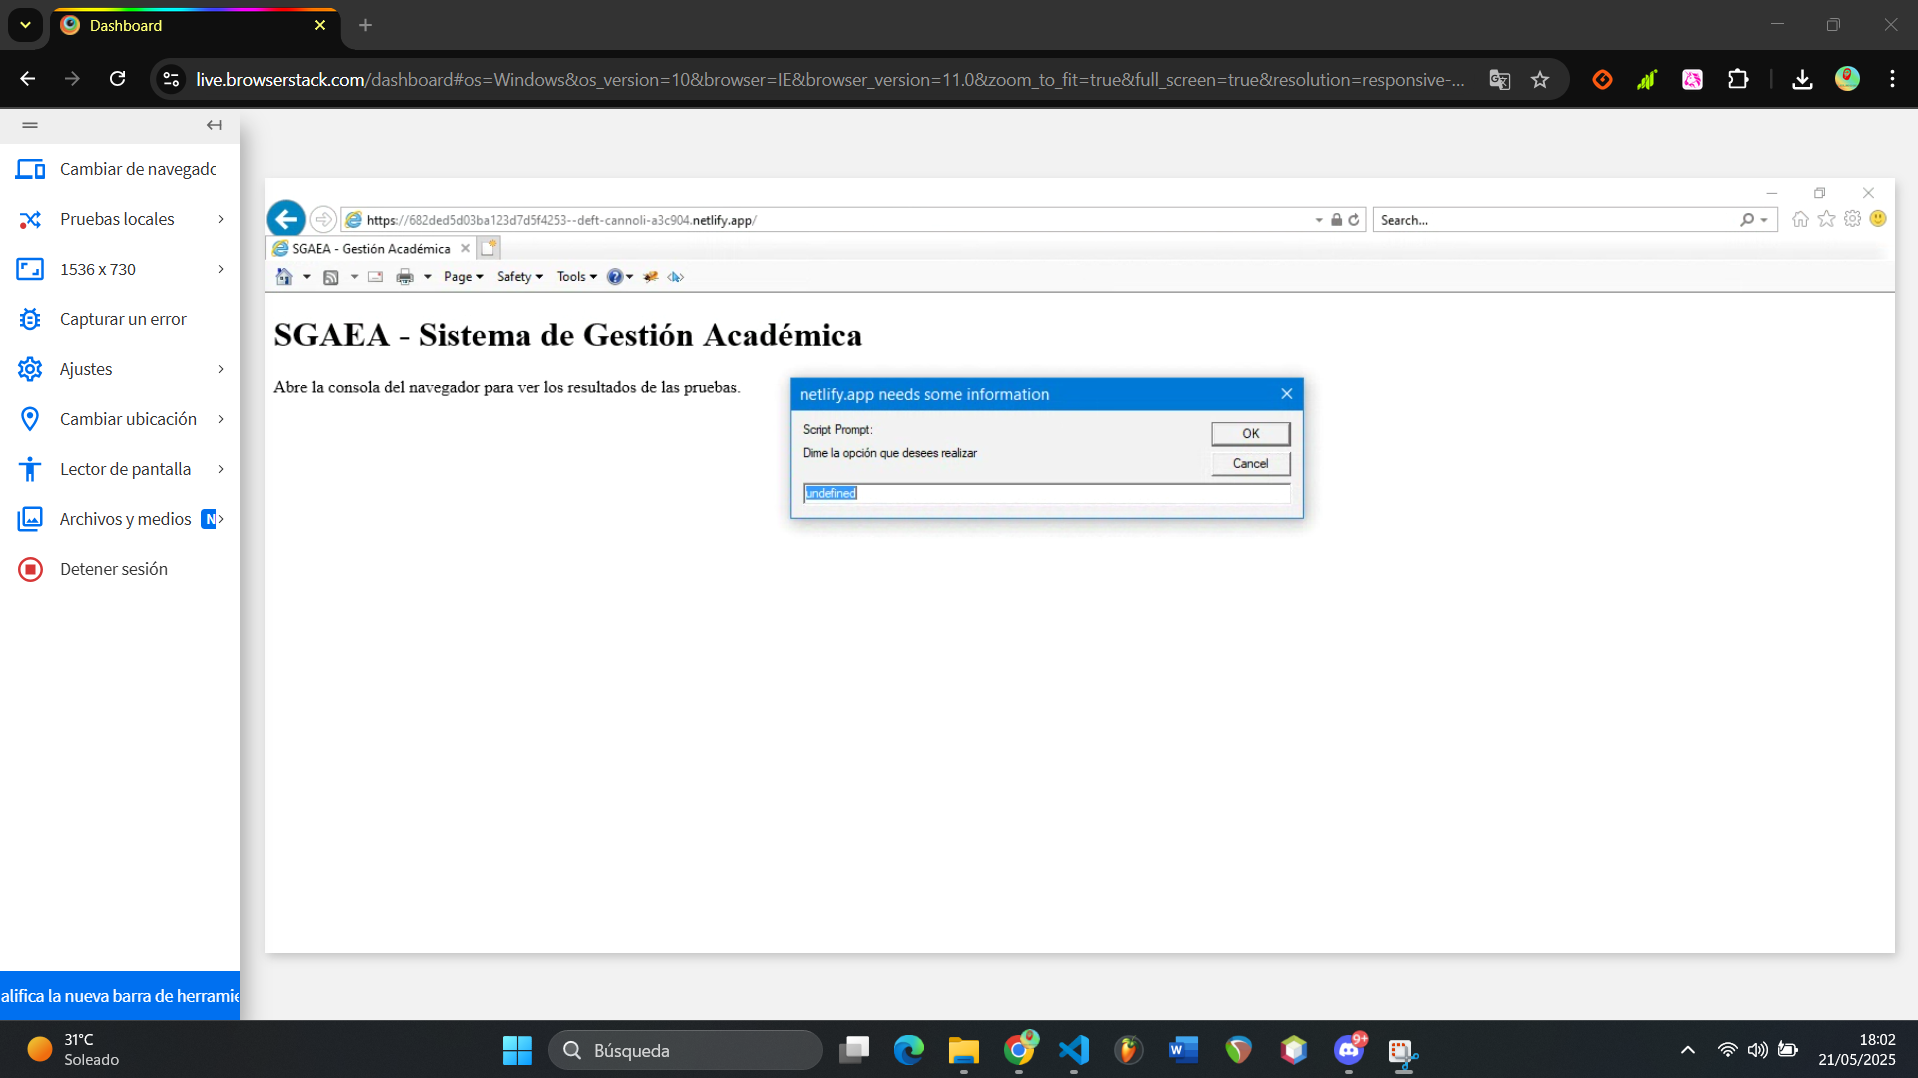 Dashboard
live.browserstack.com/dashboard#os=Windows&os_version=10&browser=IE&browser_version=11.0&zoom_to_fit=true&full_screen=true&resolution=responsive-...
Cambiar de navegadc
Pruebas locales
1536 x 730
Capturar un error
Ajustes
Cambiar ubicación
Lector de pantalla
Archivos y medios N
Detener sesión
alifica la nueva barra de herramie
https://682ded5d03ba123d7d5f4253--deft-cannoli-a3c904.netlify.app/
Search...
SGAEA - Gestión Académica
Page
Safety
Tools
SGAEA - Sistema de Gestión Académica
Abre la consola del navegador para ver los resultados de las pruebas.
netlify.app needs some information
Script Prompt:
Dime la opción que desees realizar
OK
Cancel
undefined
31°C
Soleado
Búsqueda
W
9+
18:02
21/05/2025